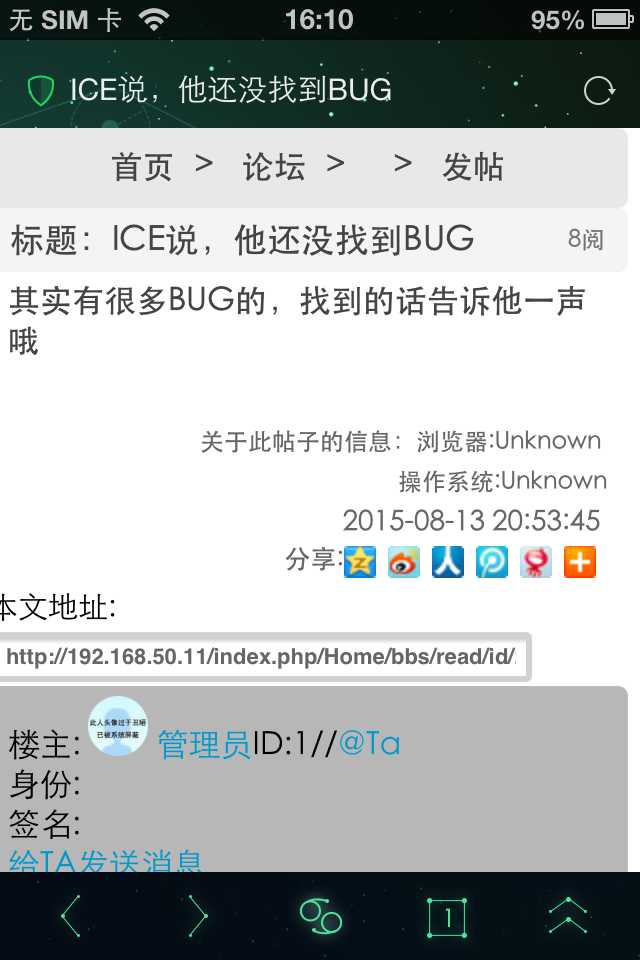 无 SIM 卡 16:10 95%
ICE说，他还没找到BUG
首页 > 论坛 > > 发帖
标题：ICE说，他还没找到BUG 8阅
其实有很多BUG的，找到的话告诉他一声
哦
关于此帖子的信息：浏览器:Unknown
操作系统:Unknown
2015-08-13 20:53:45
分享:
本文地址:
http://192.168.50.11/index.php/Home/bbs/read/id/
此人头像过于丑陋
已被系统屏蔽
楼主: 管理员ID:1//@Ta
身份:
签名:
给TA发送消息
1